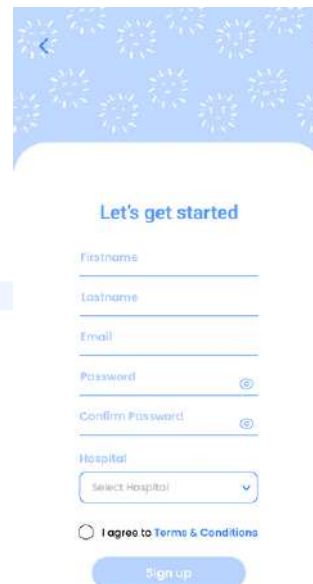 Let's get started
Firstname
Lastname
Email
Password
Confirm Password
Hospital
Select Hospital
I agree to Terms & Conditions
Sign up